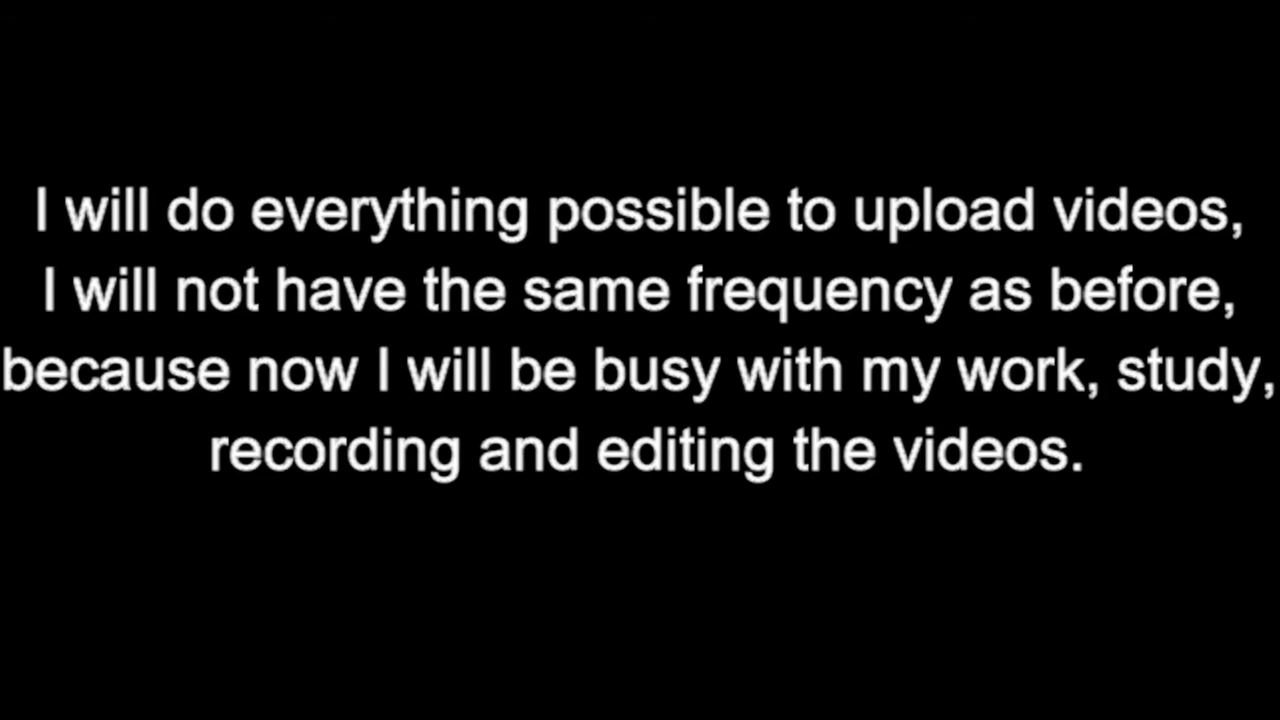 I will do everything possible to upload videos,
I will not have the same frequency as before,
because now I will be busy with my work, study,
recording and editing the videos.